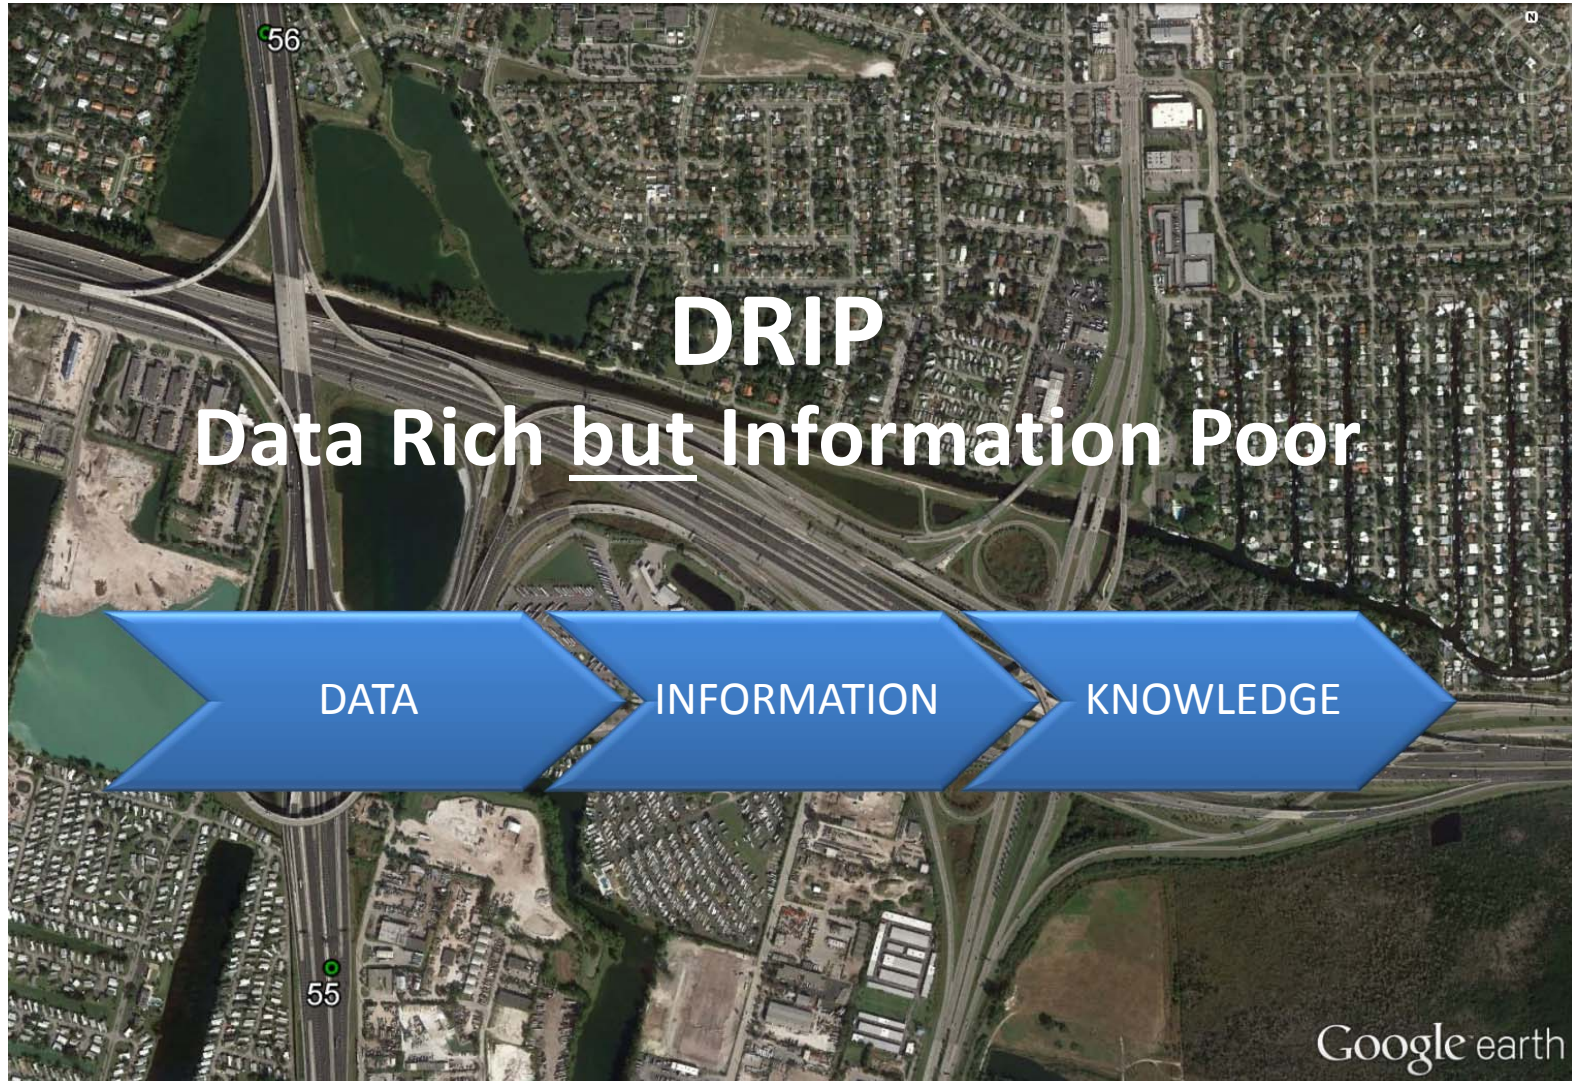 N
56
DRIP
Data Rich but Information Poor
DATA
INFORMATION
KNOWLEDGE
55
Google earth